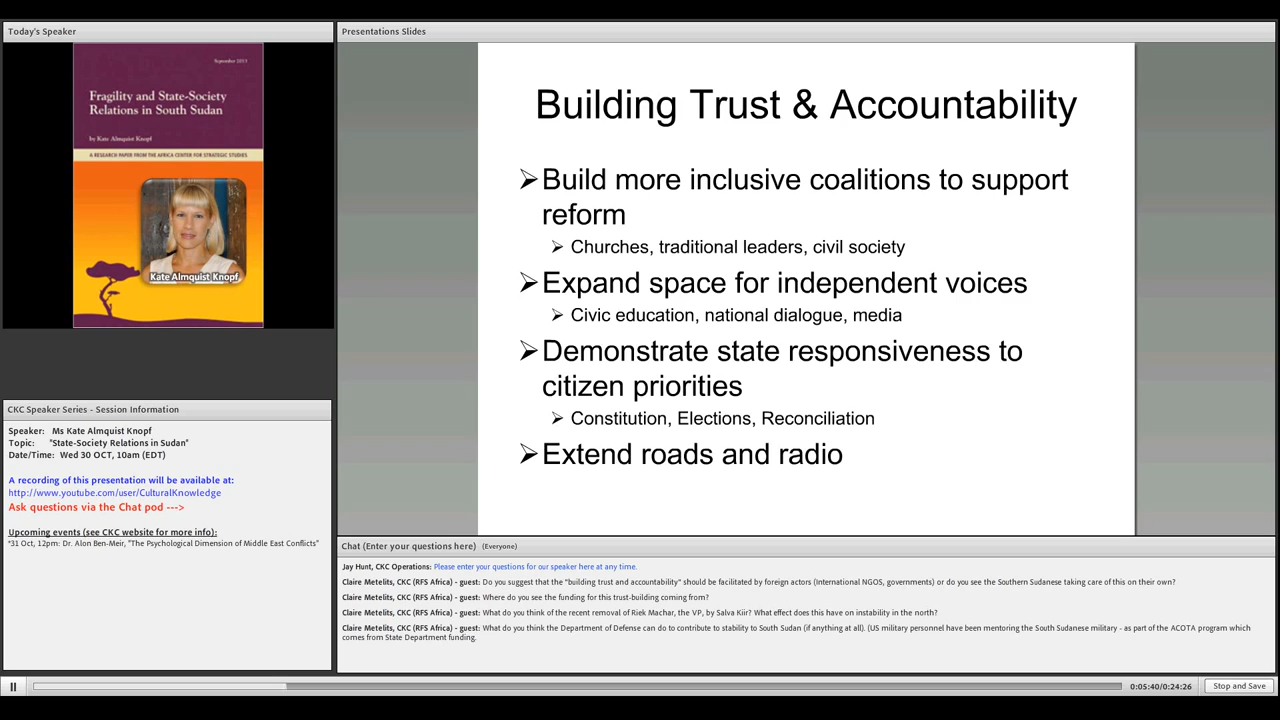 Today's Speaker
September 2013
Fragility and State-Society
Relations in South Sudan
by Kate Almquist Knopf
A RESEARCH PAPER FROM THE AFRICA CENTER FOR STRATEGIC STUDIES
Kate Almquist Knopf
CKC Speaker Series - Session Information
Speaker: Ms Kate Almquist Knopf
Topic: "State-Society Relations in Sudan"
Date/Time: Wed 30 OCT, 10am (EDT)
A recording of this presentation will be available at:
http://www.youtube.com/user/CulturalKnowledge
Ask questions via the Chat pod --->
Upcoming events (see CKC website for more info):
*31 Oct, 12pm: Dr. Alon Ben-Meir, "The Psychological Dimension of Middle East Conflicts"
Presentations Slides
Building Trust & Accountability
➢Build more inclusive coalitions to support
reform
➢ Churches, traditional leaders, civil society
➢Expand space for independent voices
➢ Civic education, national dialogue, media
➢Demonstrate state responsiveness to
citizen priorities
➢ Constitution, Elections, Reconciliation
➢Extend roads and radio
Chat (Enter your questions here) (Everyone)
Jay Hunt, CKC Operations: Please enter your questions for our speaker here at any time.
Claire Metelits, CKC (RFS Africa) - guest: Do you suggest that the "building trust and accountability" should be facilitated by foreign actors (International NGOS, governments) or do you see the Southern Sudanese taking care of this on their own?
Claire Metelits, CKC (RFS Africa) - guest: Where do you see the funding for this trust-building coming from?
Claire Metelits, CKC (RFS Africa) - guest: What do you think of the recent removal of Riek Machar, the VP, by Salva Kiir? What effect does this have on instability in the north?
Claire Metelits, CKC (RFS Africa) - guest: What do you think the Department of Defense can do to contribute to stability to South Sudan (if anything at all). (US military personnel have been mentoring the South Sudanese military - as part of the ACOTA program which
comes from State Department funding.
0:05:40/0:24:26
Stop and Save